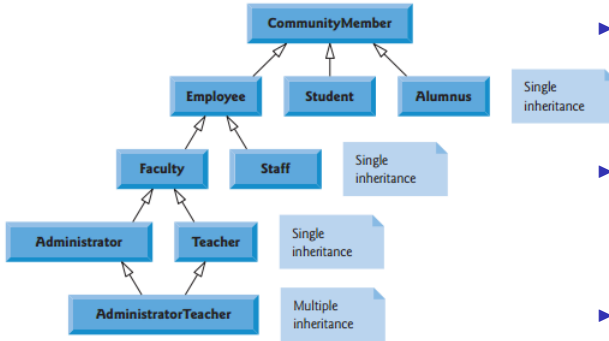 CommunityMember
Employee
Student
Alumnus
Single
inheritance
Faculty
Staff
Single
inheritance
Administrator
Teacher
Single
inheritance
AdministratorTeacher
Multiple
inheritance